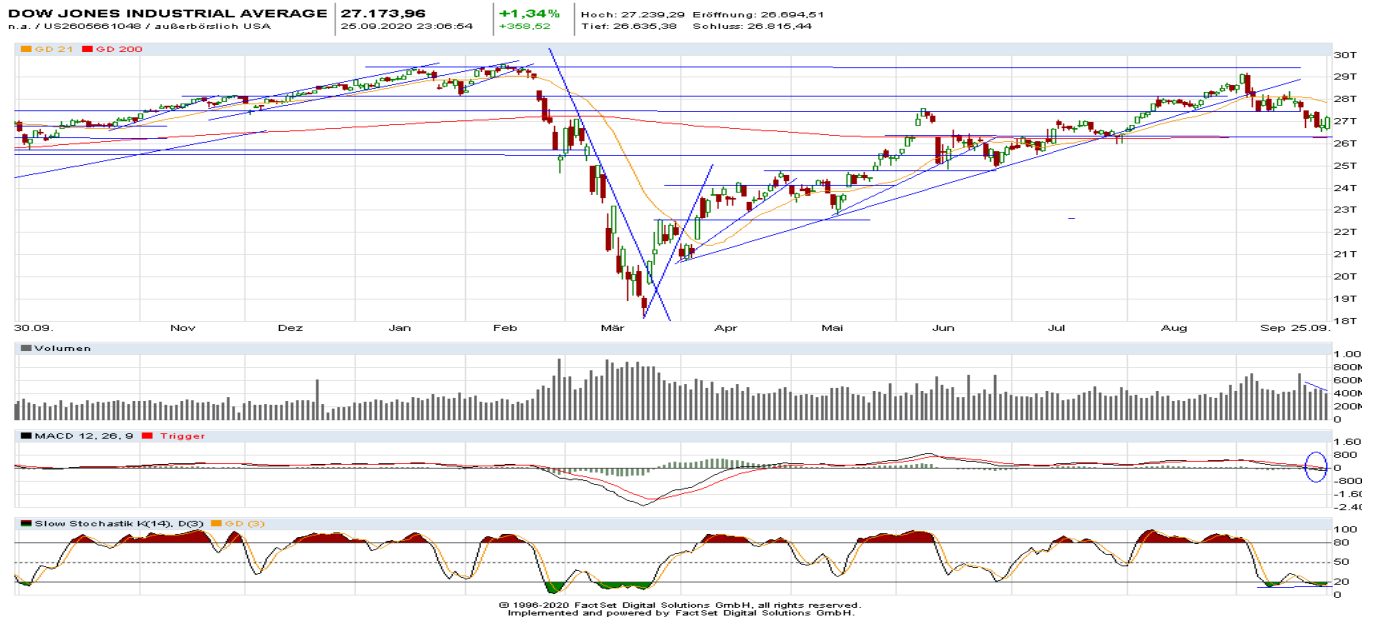 DOW JONES INDUSTRIAL AVERAGE 27.173,96 +1,34% Hoch: 27.239,29 Eröffnung: 26.694,51
n.a. / US2605661048 / außerbörslich USA 25.09.2020 23:06:54 +358,52 Tief: 26.635,38 Schluss: 26.815,44
GD 21 GD 200
30T
29T
28T
27T
26T
25T
24T
23T
22T
21T
20T
19T
18T
30.09. Nov Dez Jan Feb Mär Apr Mai Jun Jul Aug Sep 25.09.
Volumen
1.00
800M
600M
400M
200M
0
MACD 12, 26, 9 Trigger
1.60
800
0
-800
-1.60
-2.40
Slow Stochastik K(14), D(3) GD (3)
100
80
50
20
0
© 1996-2020 FactSet Digital Solutions GmbH, all rights reserved.
Implemented and powered by FactSet Digital Solutions GmbH.